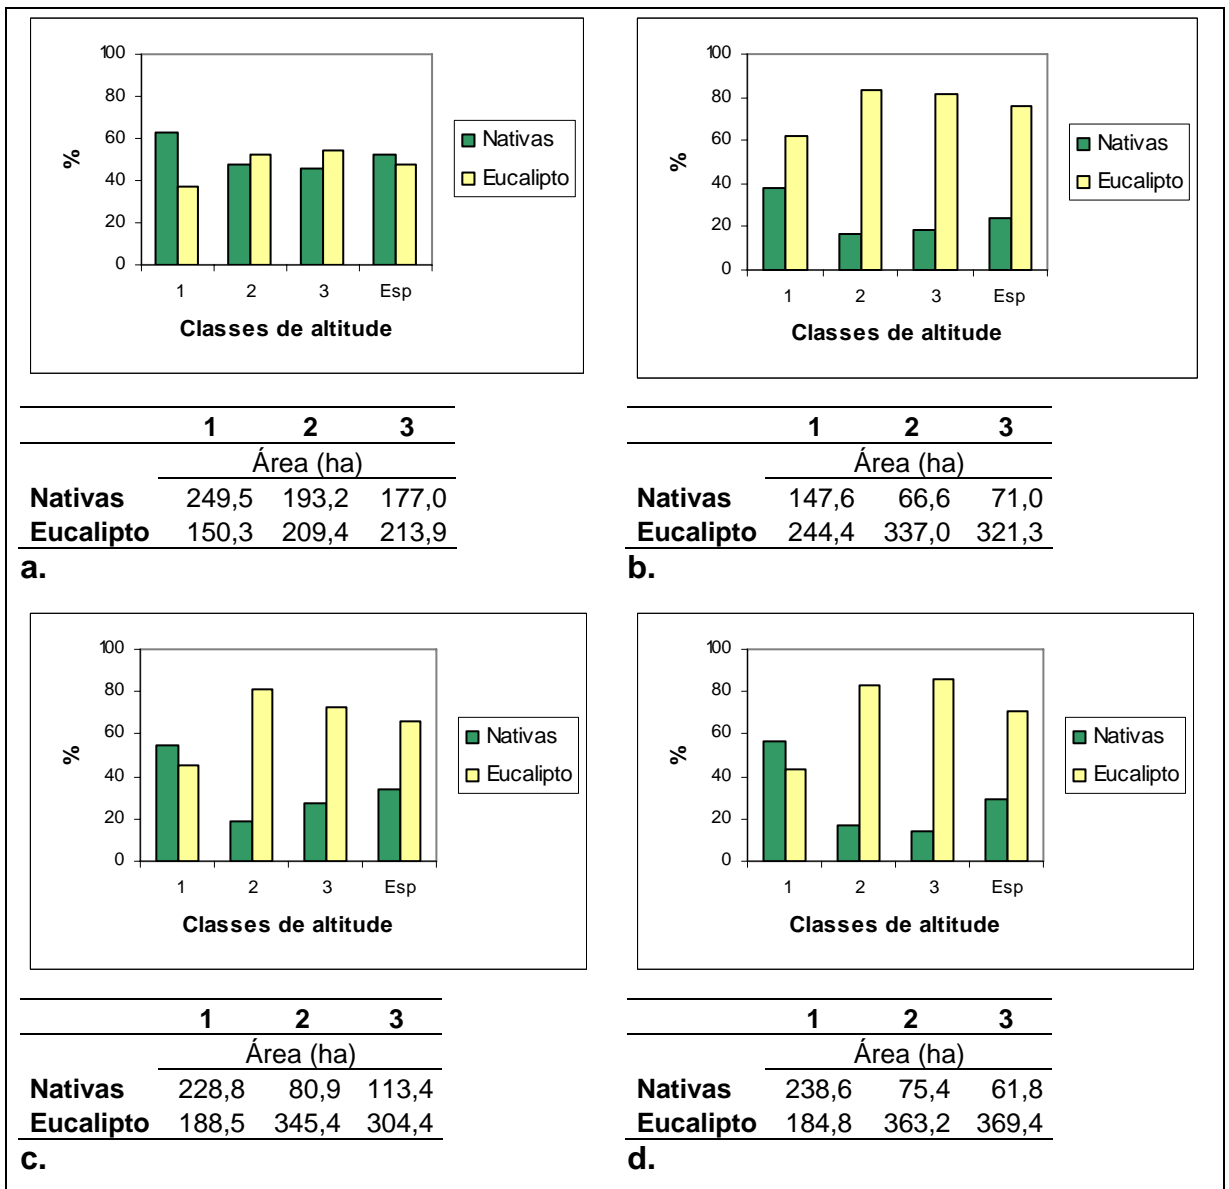 100
80
60
40
20
0
%
1 2 3 Esp
Classes de altitude
Nativas
Eucalipto
1 2 3
Área (ha)
Nativas 249,5 193,2 177,0
Eucalipto 150,3 209,4 213,9
a.
100
80
60
40
20
0
%
1 2 3 Esp
Classes de altitude
Nativas
Eucalipto
1 2 3
Área (ha)
Nativas 147,6 66,6 71,0
Eucalipto 244,4 337,0 321,3
b.
100
80
60
40
20
0
%
1 2 3 Esp
Classes de altitude
Nativas
Eucalipto
1 2 3
Área (ha)
Nativas 228,8 80,9 113,4
Eucalipto 188,5 345,4 304,4
c.
100
80
60
40
20
0
%
1 2 3 Esp
Classes de altitude
Nativas
Eucalipto
1 2 3
Área (ha)
Nativas 238,6 75,4 61,8
Eucalipto 184,8 363,2 369,4
d.